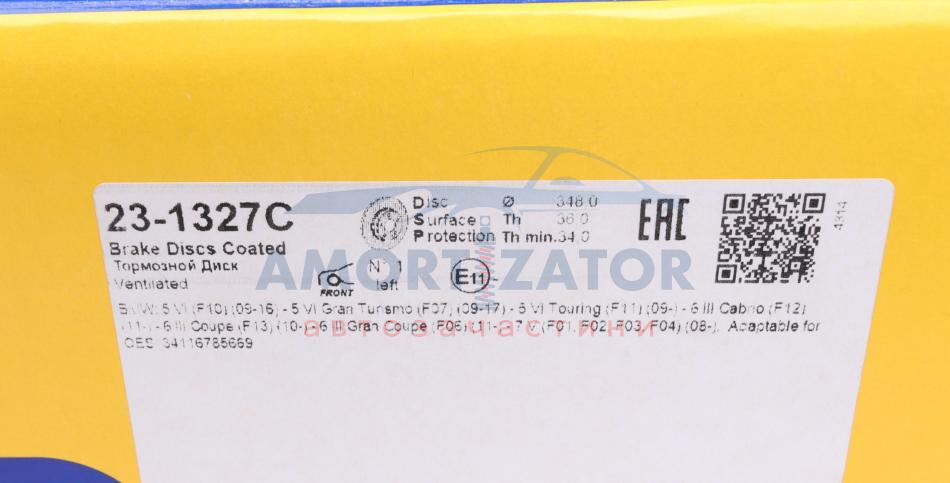 23-1327C
Brake Discs Coated
Тормозной Диск
Ventilated
Disc Ø 348.0
Surface Th 36.0
Protection Th min. 34.0
FRONT
N 1
left
E11
EAC
4314
BMW: 5 VI (F10) (09-16) - 5 VI Gran Turismo (F07) (09-17) - 5 VI Touring (F11) (09-) - 6 III Cabrio (F12)
(11-) - 6 III Coupe (F13) (10-) - 6 III Gran Coupe (F06) (11-) - 7 V (F01, F02, F03, F04) (08-). Adaptable for
OES: 34116785669
AMORTIZATOR
автозапчастини